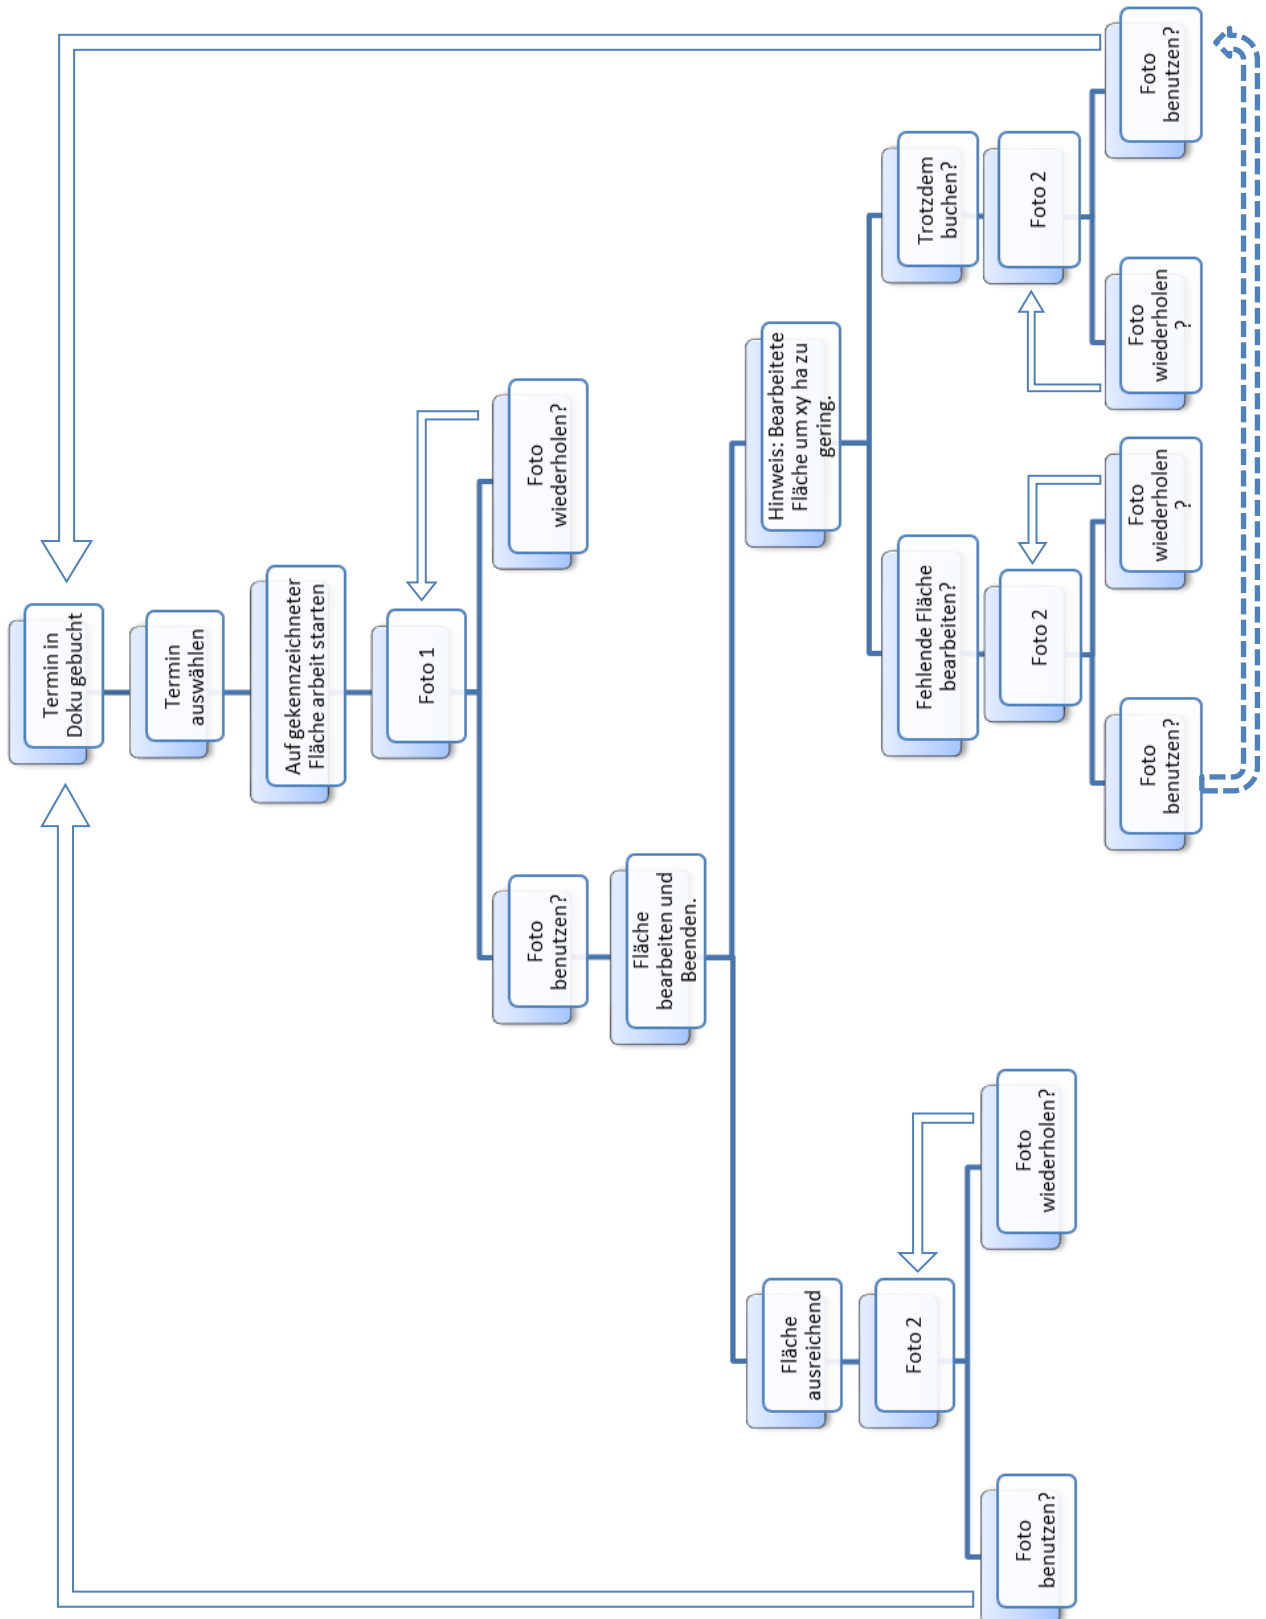 Termin in
Doku gebucht
Termin
auswählen
Auf gekennzeichneter
Fläche arbeit starten
Foto 1
Foto
benutzen?
Foto
wiederholen?
Fläche
bearbeiten und
Beenden.
Fläche
ausreichend
Hinweis: Bearbeitete
Fläche um xy ha zu
gering.
Foto 2
Fehlende Fläche
bearbeiten?
Trotzdem
buchen?
Foto
benutzen?
Foto
wiederholen?
Foto 2
Foto 2
Foto
benutzen?
Foto
wiederholen
?
Foto
wiederholen
?
Foto
benutzen?